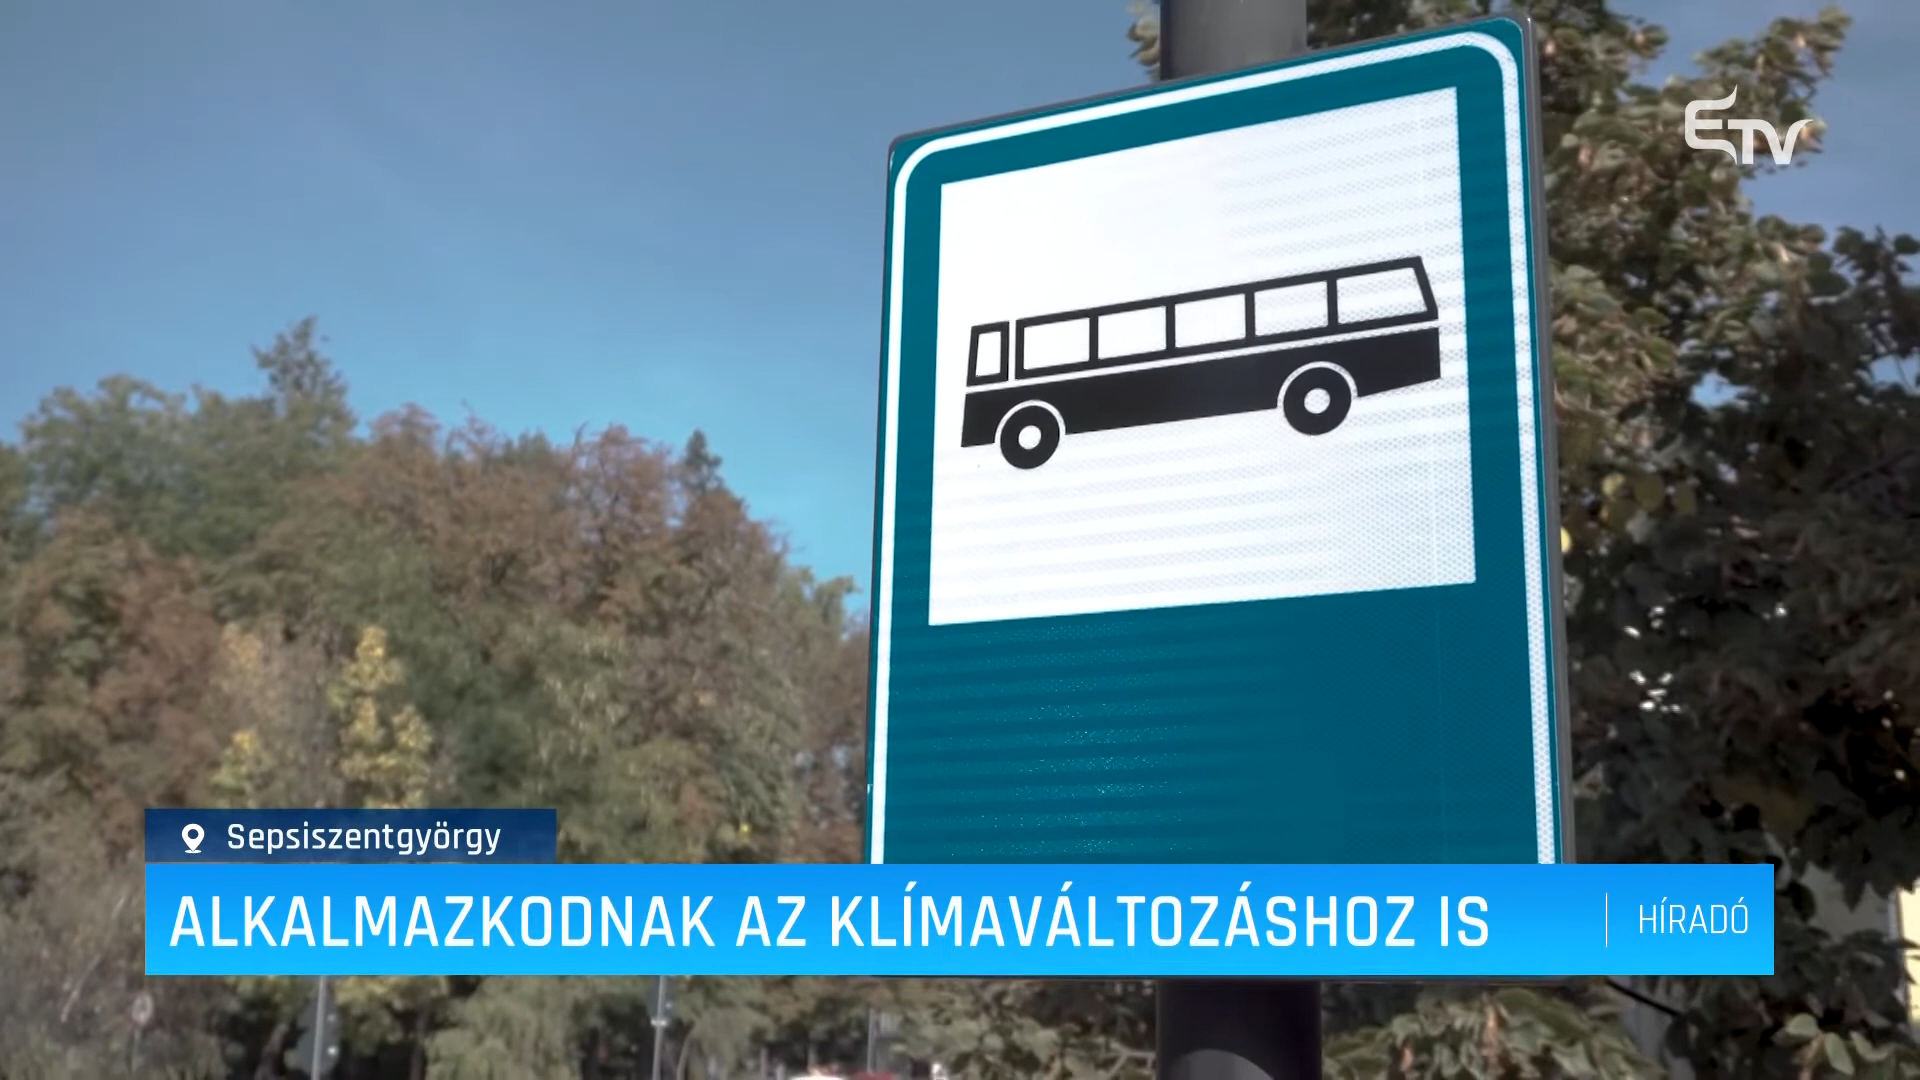 ETV
Sepsiszentgyörgy
ALKALMAZKODNAK AZ KLÍMAVÁLTOZÁSHOZ IS
HÍRADÓ